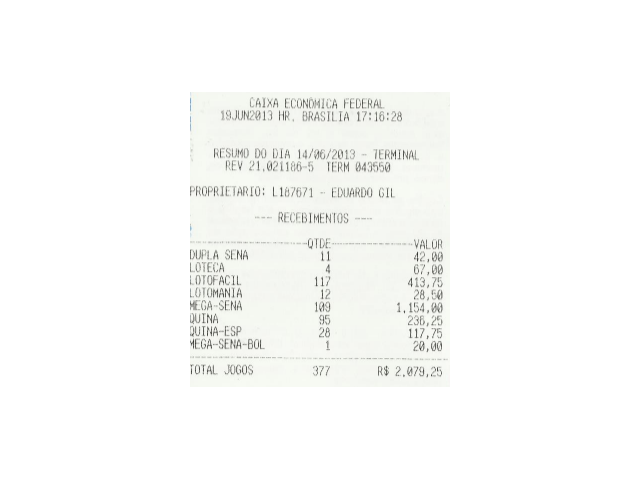 CAIXA ECONÔMICA FEDERAL
19JUN2013 HR. BRASILIA 17:16:28
RESUMO DO DIA 14/06/2013 - TERMINAL
REV 21.021186-5 TERM 043550
PROPRIETARIO: L187671 - EDUARDO GIL
--- RECEBIMENTOS ---
QTDE VALOR
DUPLA SENA 11 42,00
LOTECA 4 67,00
LOTOFACIL 117 413,75
LOTOMANIA 12 28,50
MEGA-SENA 109 1.154,00
QUINA 95 236,25
QUINA-ESP 28 117,75
MEGA-SENA-BOL 1 20,00
TOTAL JOGOS 377 R$ 2.079,25